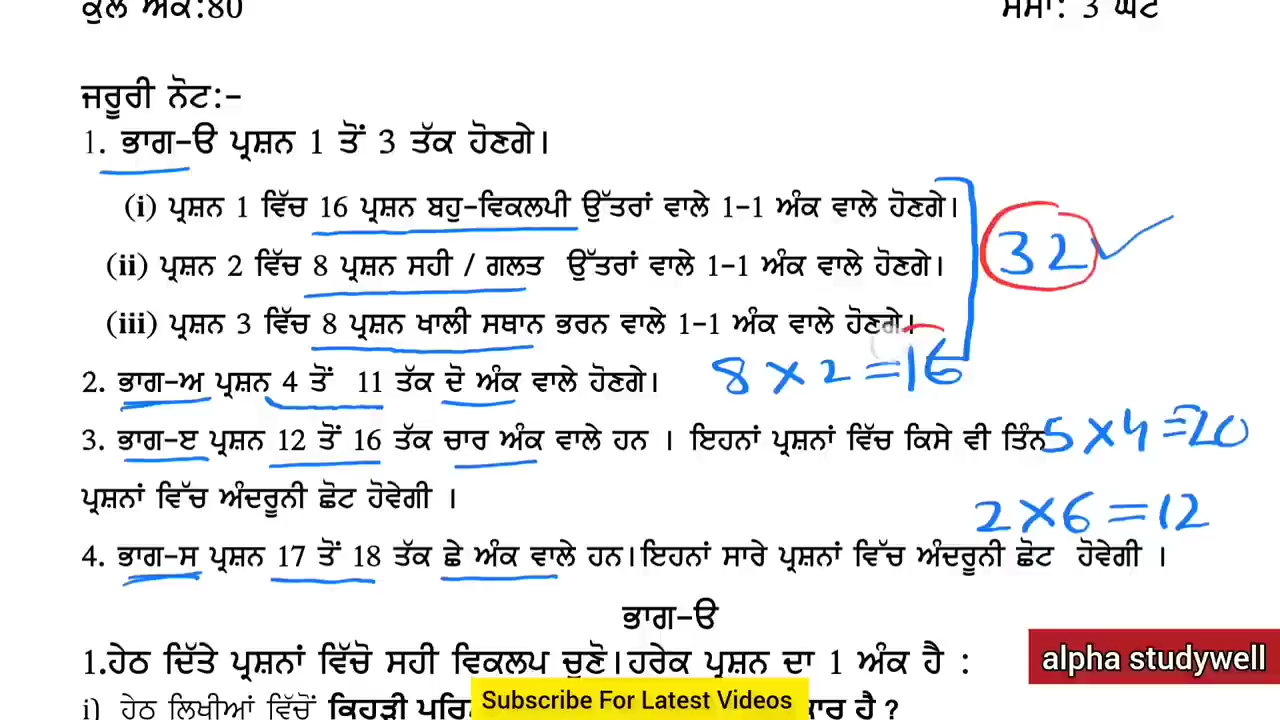 ਕੁੱਲ ਅੰਕ:80 ਸਮਾਂ: 3 ਘੰਟੇ
ਜਰੂਰੀ ਨੋਟ:-
1. ਭਾਗ-ੳ ਪ੍ਰਸ਼ਨ 1 ਤੋਂ 3 ਤੱਕ ਹੋਣਗੇ।
(i) ਪ੍ਰਸ਼ਨ 1 ਵਿੱਚ 16 ਪ੍ਰਸ਼ਨ ਬਹੁ-ਵਿਕਲਪੀ ਉੱਤਰਾਂ ਵਾਲੇ 1-1 ਅੰਕ ਵਾਲੇ ਹੋਣਗੇ।
32
(ii) ਪ੍ਰਸ਼ਨ 2 ਵਿੱਚ 8 ਪ੍ਰਸ਼ਨ ਸਹੀ / ਗਲਤ ਉੱਤਰਾਂ ਵਾਲੇ 1-1 ਅੰਕ ਵਾਲੇ ਹੋਣਗੇ।
(iii) ਪ੍ਰਸ਼ਨ 3 ਵਿੱਚ 8 ਪ੍ਰਸ਼ਨ ਖਾਲੀ ਸਥਾਨ ਭਰਨ ਵਾਲੇ 1-1 ਅੰਕ ਵਾਲੇ ਹੋਣਗੇ।
2. ਭਾਗ-ਅ ਪ੍ਰਸ਼ਨ 4 ਤੋਂ 11 ਤੱਕ ਦੋ ਅੰਕ ਵਾਲੇ ਹੋਣਗੇ। 8 × 2 = 16
3. ਭਾਗ-ੲ ਪ੍ਰਸ਼ਨ 12 ਤੋਂ 16 ਤੱਕ ਚਾਰ ਅੰਕ ਵਾਲੇ ਹਨ । ਇਹਨਾਂ ਪ੍ਰਸ਼ਨਾਂ ਵਿੱਚ ਕਿਸੇ ਵੀ ਤਿੰਨ 5 × 4 = 20
ਪ੍ਰਸ਼ਨਾਂ ਵਿੱਚ ਅੰਦਰੂਨੀ ਛੋਟ ਹੋਵੇਗੀ ।
2 × 6 = 12
4. ਭਾਗ-ਸ ਪ੍ਰਸ਼ਨ 17 ਤੋਂ 18 ਤੱਕ ਛੇ ਅੰਕ ਵਾਲੇ ਹਨ।ਇਹਨਾਂ ਸਾਰੇ ਪ੍ਰਸ਼ਨਾਂ ਵਿੱਚ ਅੰਦਰੂਨੀ ਛੋਟ ਹੋਵੇਗੀ ।
ਭਾਗ-ੳ
1.ਹੇਠ ਦਿੱਤੇ ਪ੍ਰਸ਼ਨਾਂ ਵਿੱਚੋ ਸਹੀ ਵਿਕਲਪ ਚੁਣੋ।ਹਰੇਕ ਪ੍ਰਸ਼ਨ ਦਾ 1 ਅੰਕ ਹੈ :
alpha studywell
i) ਹੇਠ ਲਿਖੀਆਂ ਵਿੱਚੋਂ ਕਿਹੜੀ ਹੈ ?
Subscribe For Latest Videos